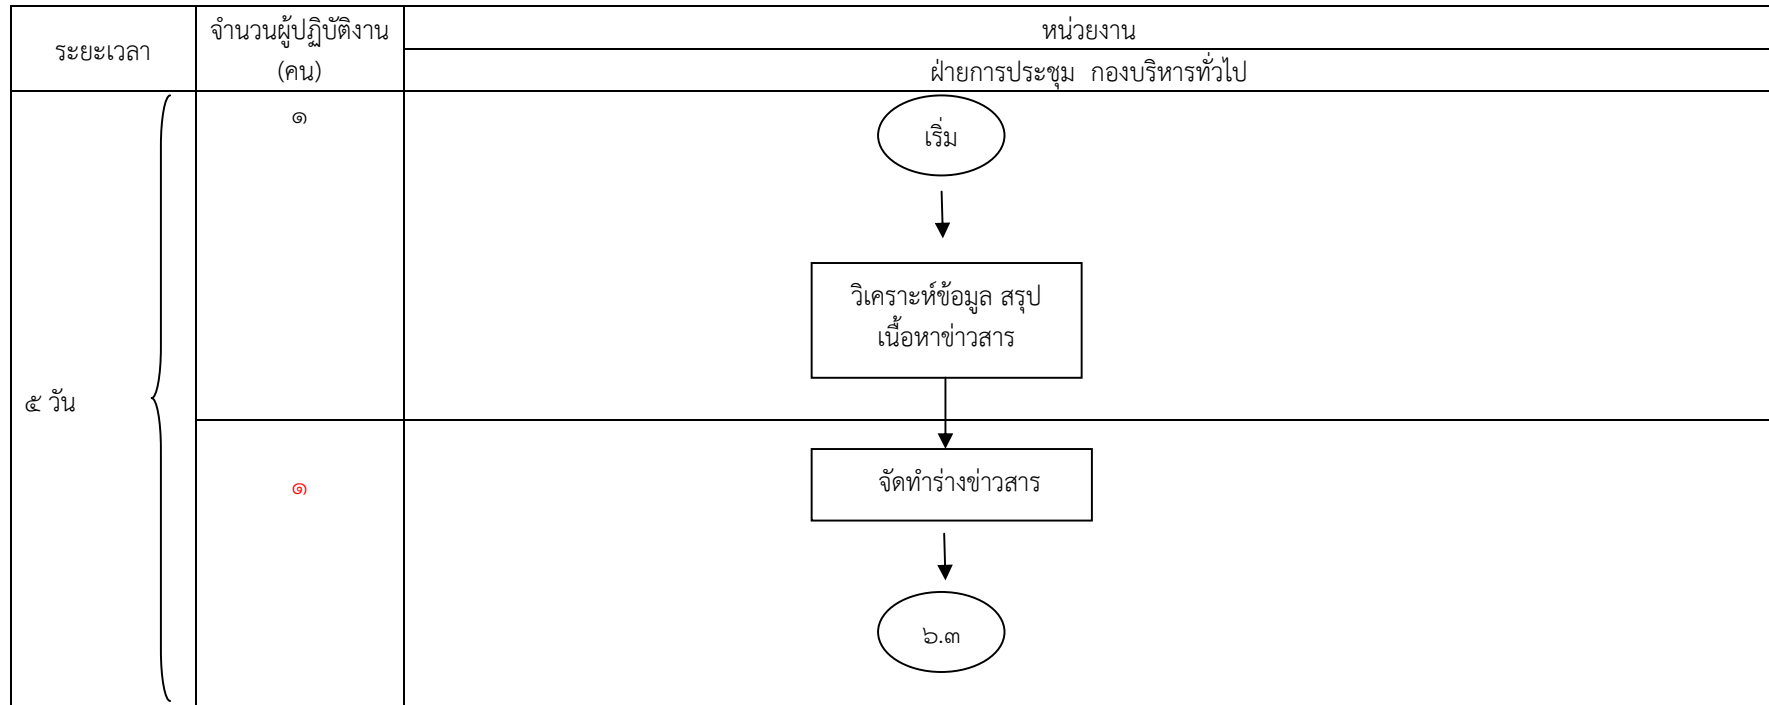 ระยะเวลา
จำนวนผู้ปฏิบัติงาน
(คน)
หน่วยงาน
ฝ่ายการประชุม กองบริหารทั่วไป
๑
เริ่ม
วิเคราะห์ข้อมูล สรุป
เนื้อหาข่าวสาร
๕ วัน
๑
จัดทำร่างข่าวสาร
๖.๓